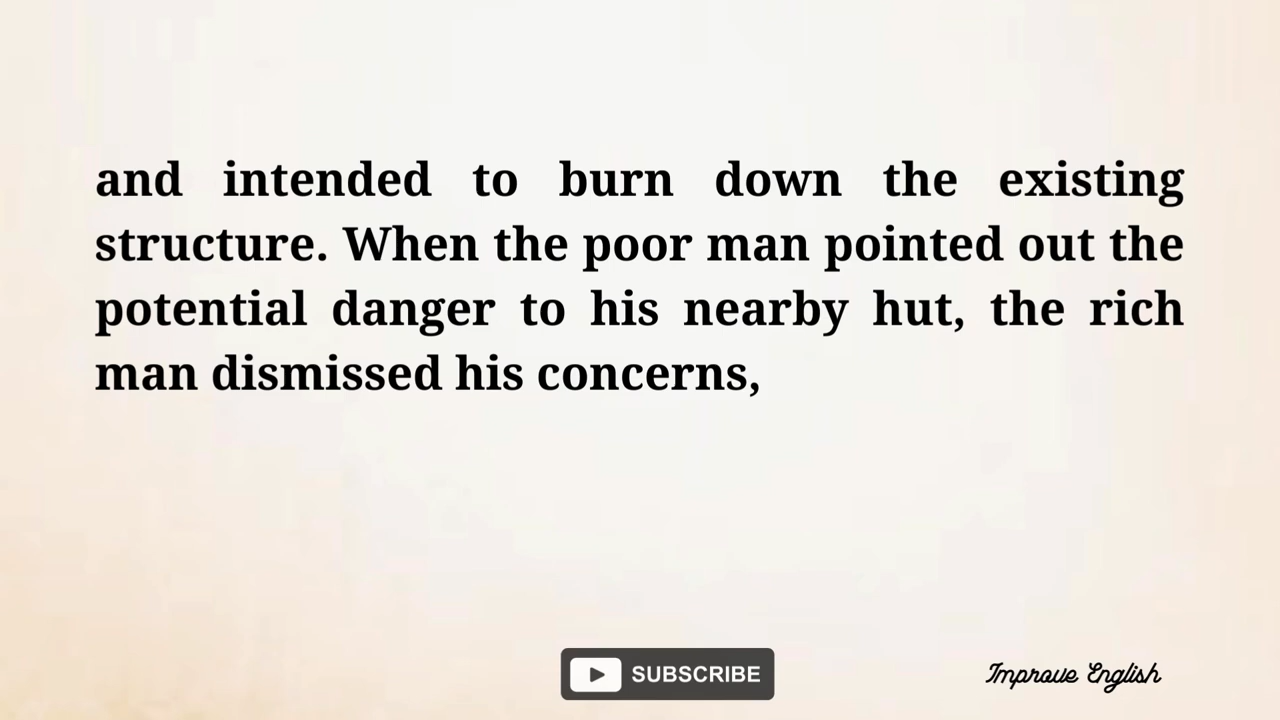 and intended to burn down the existing
structure. When the poor man pointed out the
potential danger to his nearby hut, the rich
man dismissed his concerns,
SUBSCRIBE
Improve English